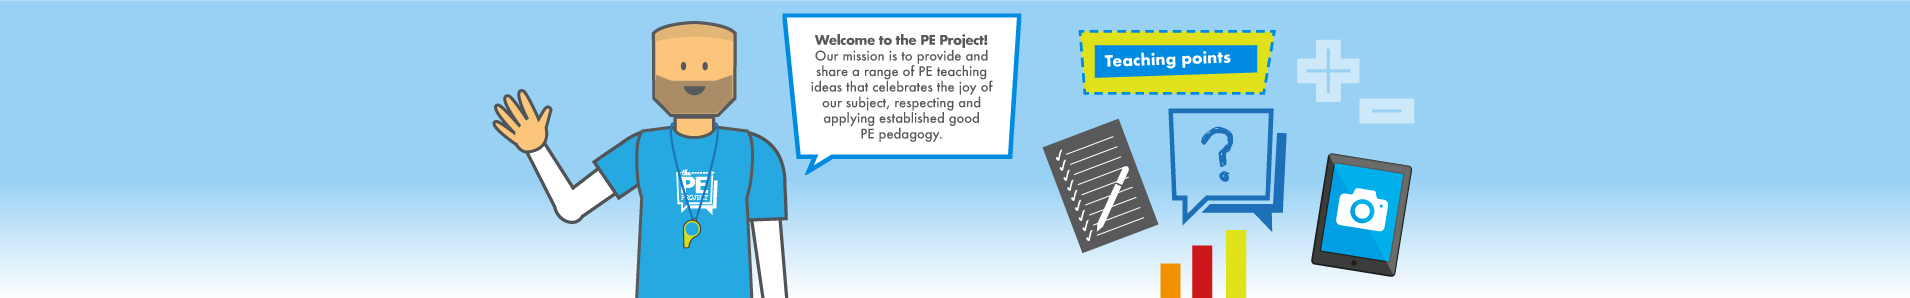 Welcome to the PE Project!
Our mission is to provide and
share a range of PE teaching
ideas that celebrates the joy of
our subject, respecting and
applying established good
PE pedagogy.
Teaching points
?
the
PE
PROJECT